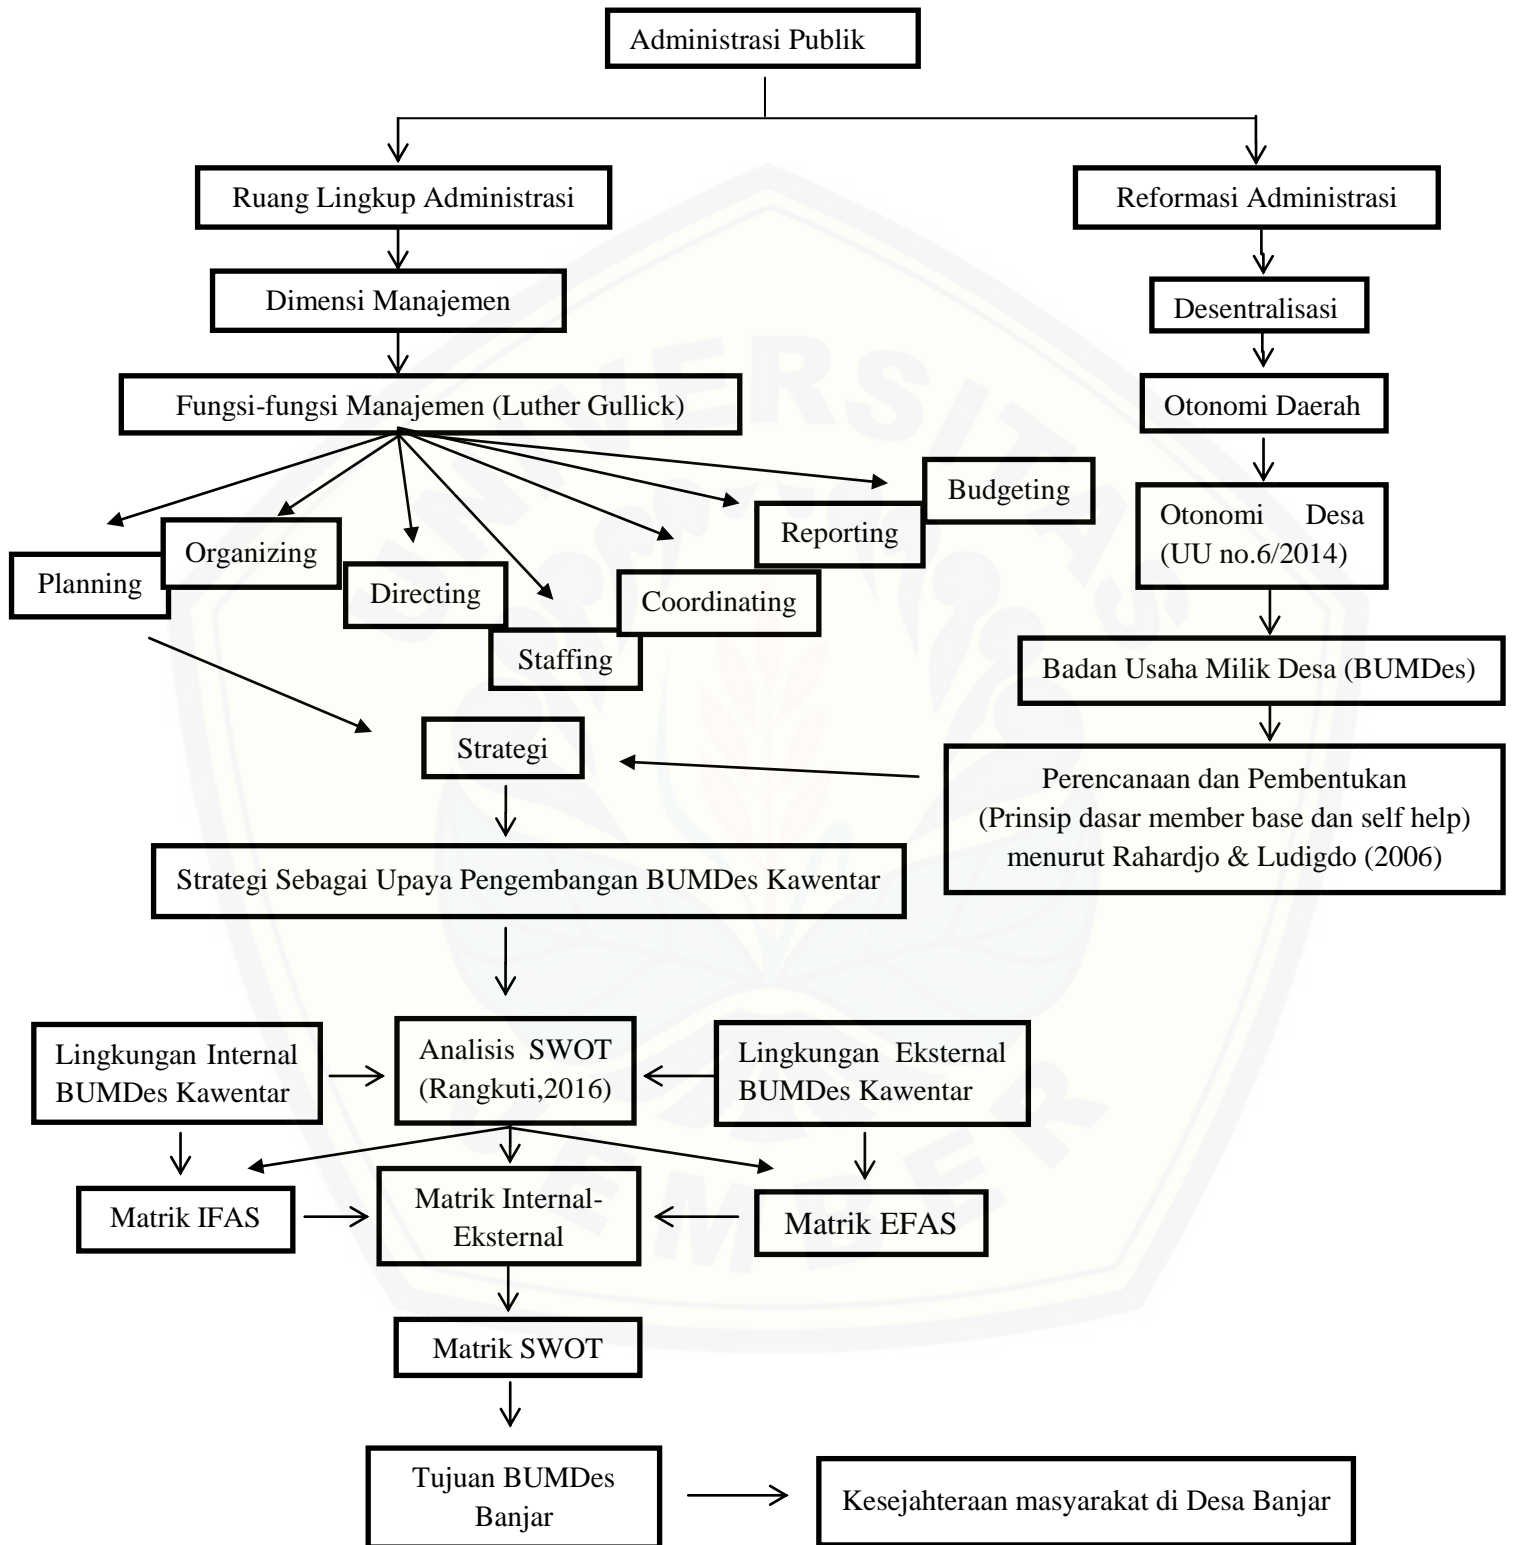 Administrasi Publik
Ruang Lingkup Administrasi
Reformasi Administrasi
Dimensi Manajemen
Desentralisasi
Fungsi-fungsi Manajemen (Luther Gullick)
Otonomi Daerah
Budgeting
Reporting
Organizing
Planning
Directing
Coordinating
Staffing
Otonomi Desa
(UU no.6/2014)
Badan Usaha Milik Desa (BUMDes)
Strategi
Perencanaan dan Pembentukan
(Prinsip dasar member base dan self help)
menurut Rahardjo & Ludigdo (2006)
Strategi Sebagai Upaya Pengembangan BUMDes Kawentar
Lingkungan Internal
BUMDes Kawentar
Analisis SWOT
(Rangkuti,2016)
Lingkungan Eksternal
BUMDes Kawentar
Matrik IFAS
Matrik Internal-
Eksternal
Matrik EFAS
Matrik SWOT
Tujuan BUMDes
Banjar
Kesejahteraan masyarakat di Desa Banjar
UNIVERSITAS
JEMBER